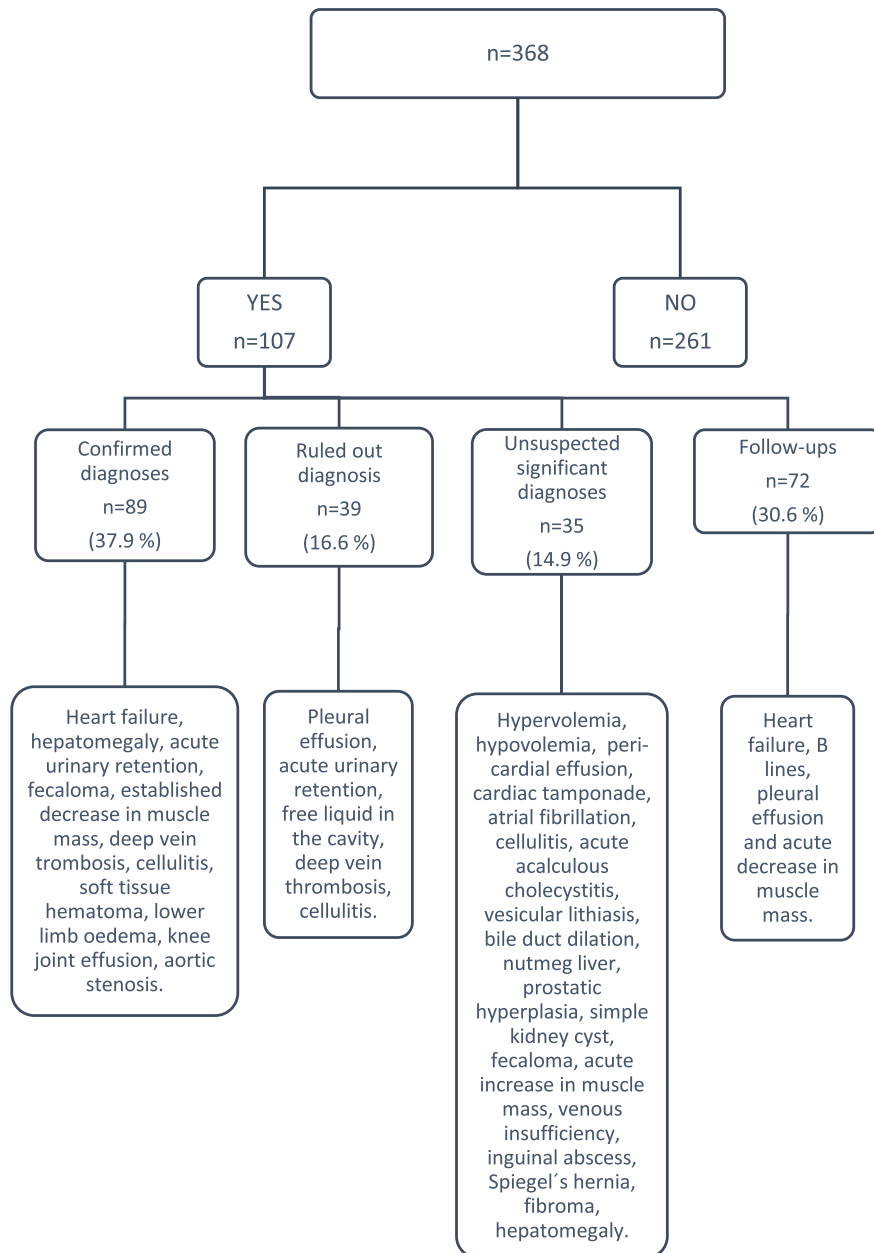 n=368
YES
n=107
NO
n=261
Confirmed
diagnoses
n=89
(37.9 %)
Ruled out
diagnosis
n=39
(16.6 %)
Unsuspected
significant
diagnoses
n=35
(14.9 %)
Follow-ups
n=72
(30.6 %)
Heart failure,
hepatomegaly, acute
urinary retention,
fecaloma, established
decrease in muscle
mass, deep vein
trombosis, cellulitis,
soft tissue
hematoma, lower
limb oedema, knee
joint effusion, aortic
stenosis.
Pleural
effusion,
acute urinary
retention,
free liquid in
the cavity,
deep vein
thrombosis,
cellulitis.
Hypervolemia,
hypovolemia, peri-
cardial effusion,
cardiac tamponade,
atrial fibrillation,
cellulitis, acute
acalculous
cholecystitis,
vesicular lithiasis,
bile duct dilation,
nutmeg liver,
prostatic
hyperplasia, simple
kidney cyst,
fecaloma, acute
increase in muscle
mass, venous
insufficiency,
inguinal abscess,
Spiegel´s hernia,
fibroma,
hepatomegaly.
Heart
failure, B
lines,
pleural
effusion
and acute
decrease in
muscle
mass.